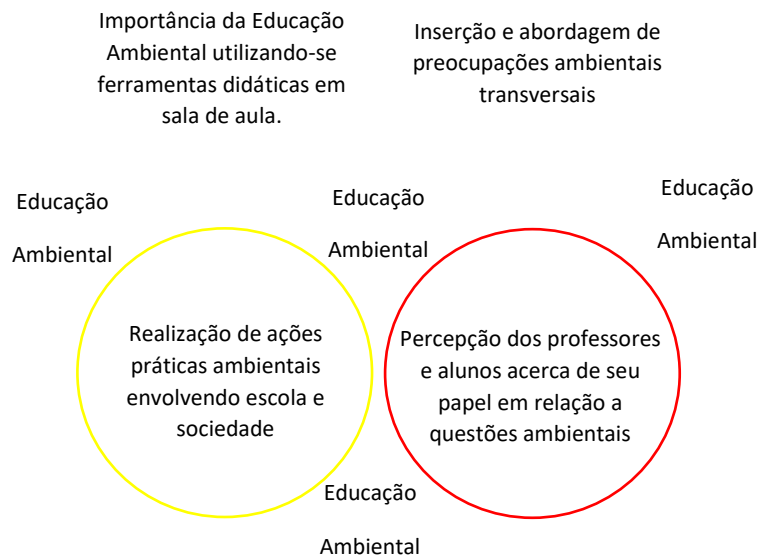 Importância da Educação
Ambiental utilizando-se
ferramentas didáticas em
sala de aula.
Inserção e abordagem de
preocupações ambientais
transversais
Educação
Ambiental
Educação
Ambiental
Educação
Ambiental
Realização de ações
práticas ambientais
envolvendo escola e
sociedade
Percepção dos professores
e alunos acerca de seu
papel em relação a
questões ambientais
Educação
Ambiental